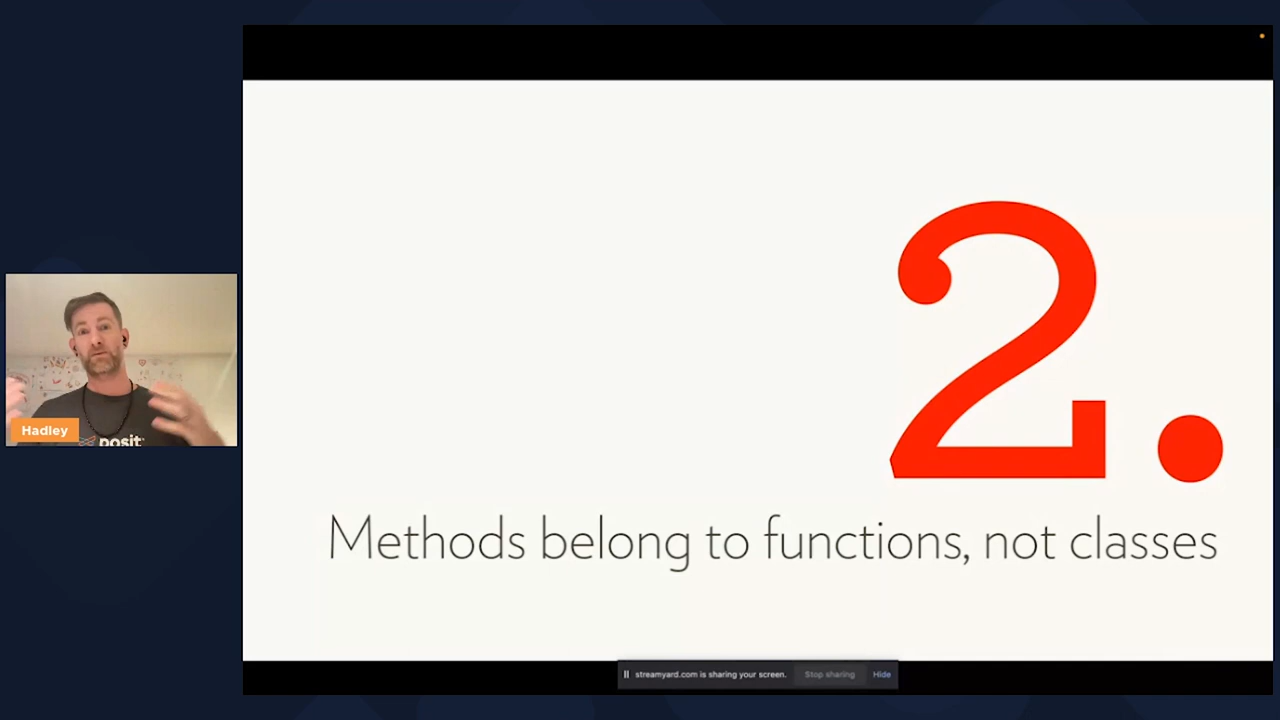 2.
Methods belong to functions, not classes
Hadley
posit
streamyard.com is sharing your screen.
Stop sharing
Hide